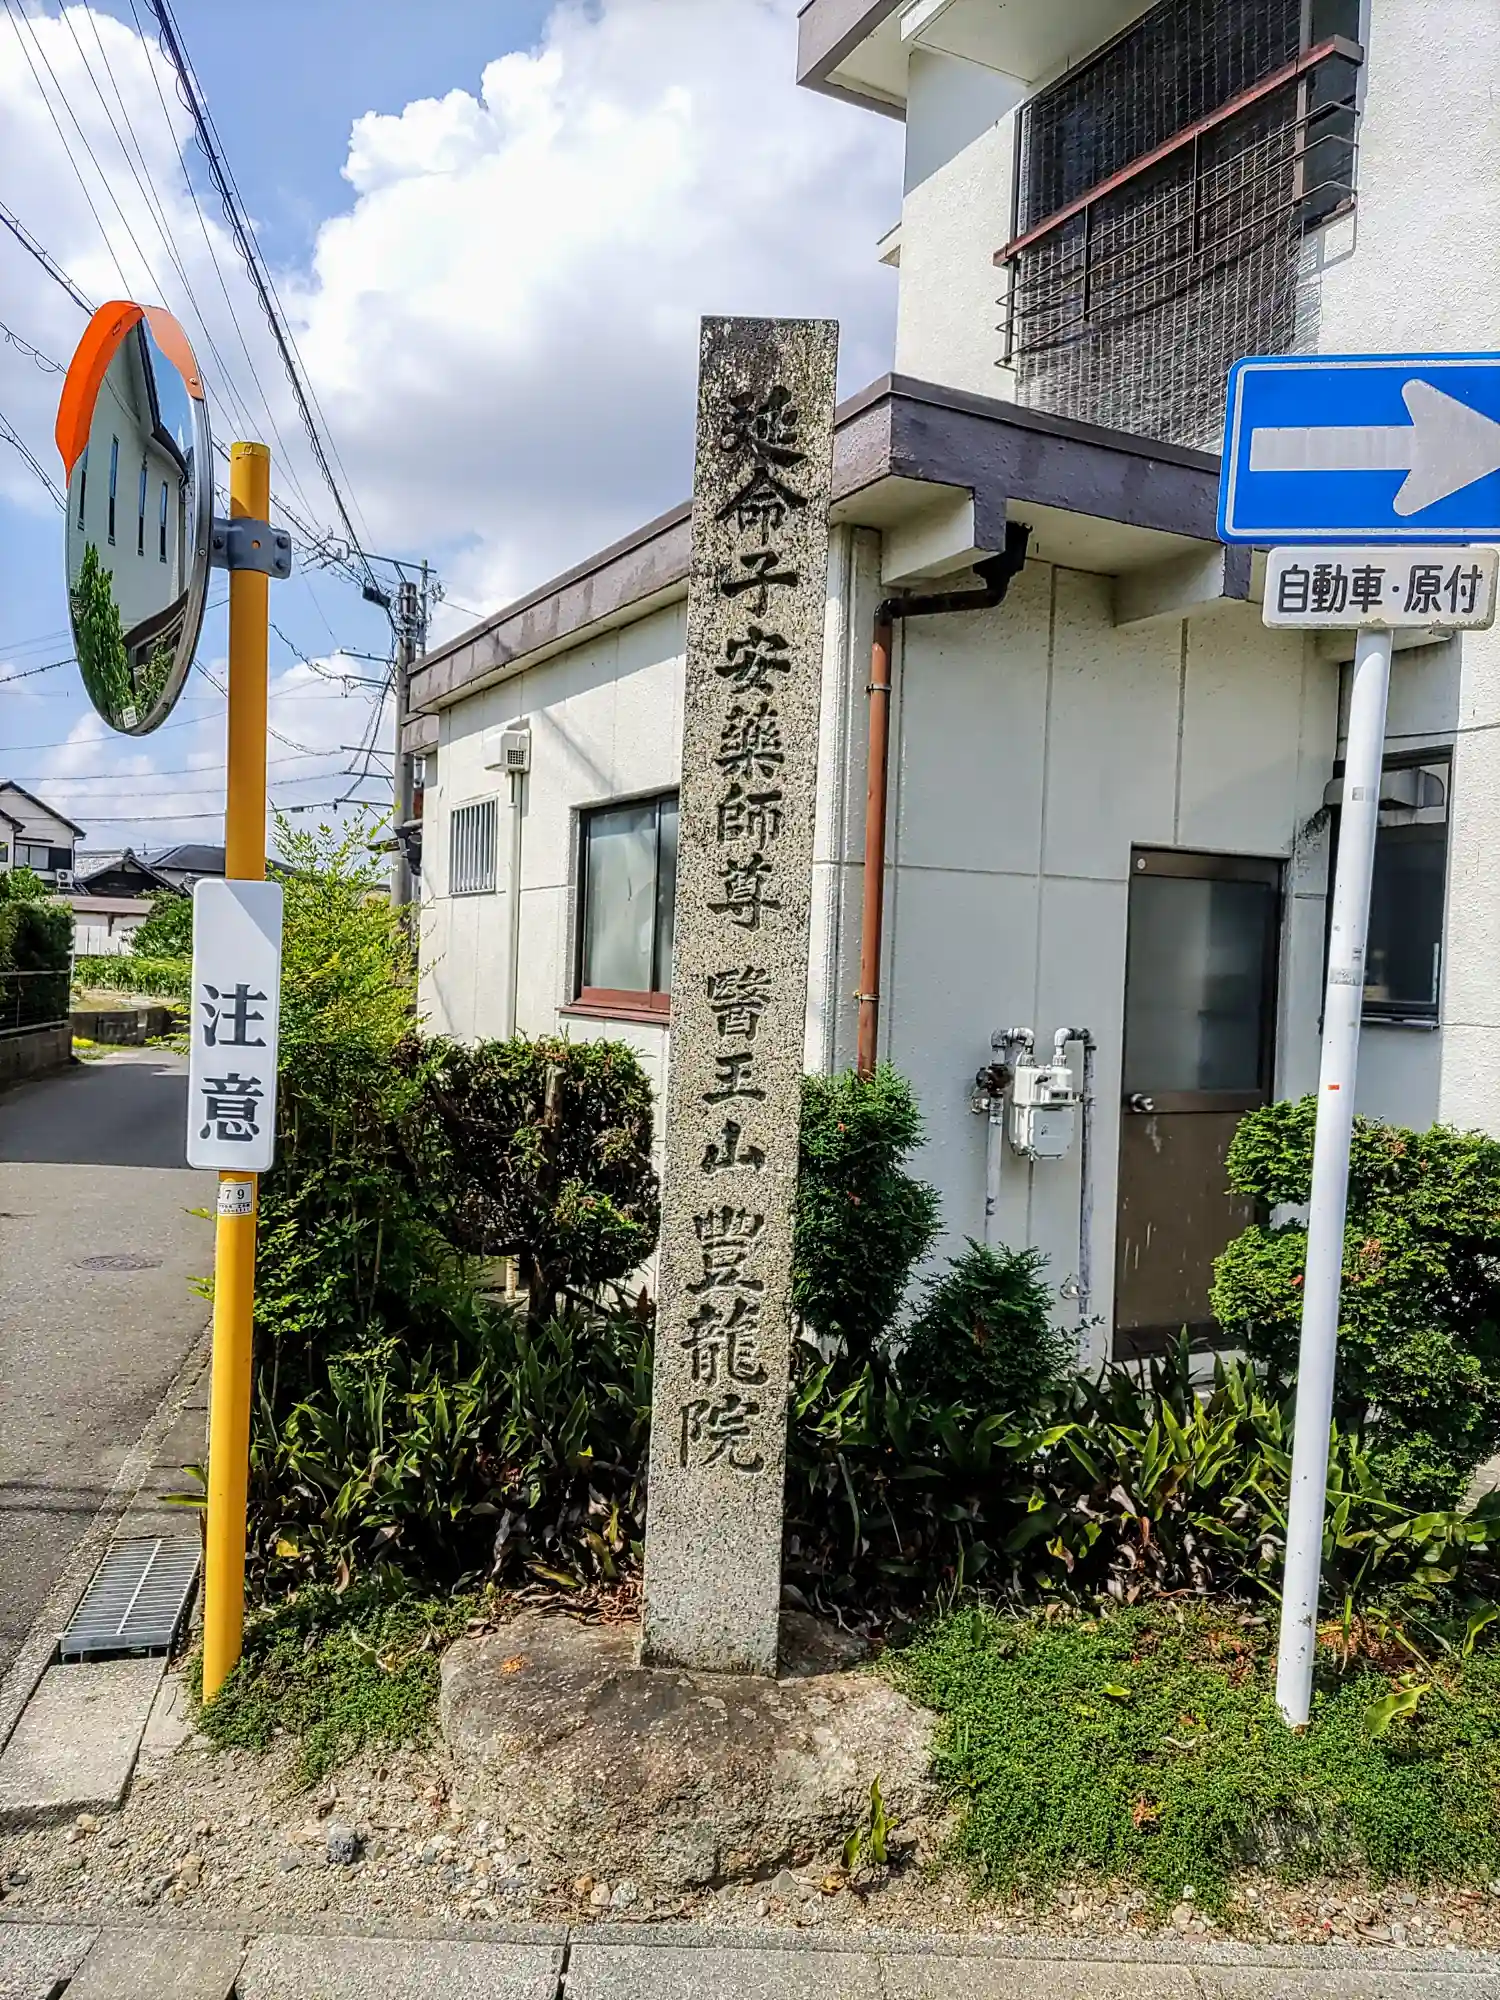 延命子安薬師尊 醫王山豊龍院
注意
79
自動車・原付